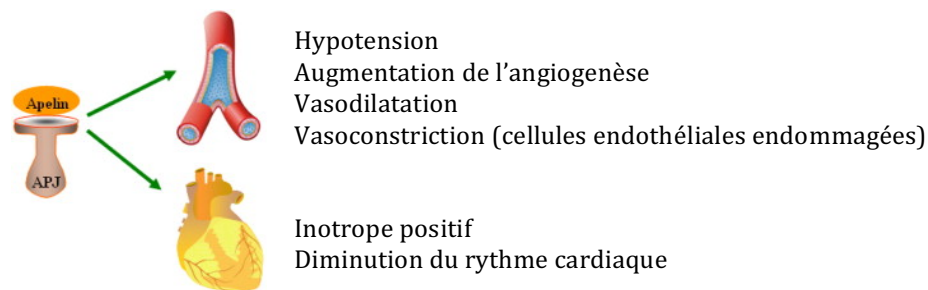 Hypotension
Augmentation de l'angiogenèse
Vasodilatation
Vasoconstriction (cellules endothéliales endommagées)
Apelin
APJ
Inotrope positif
Diminution du rythme cardiaque